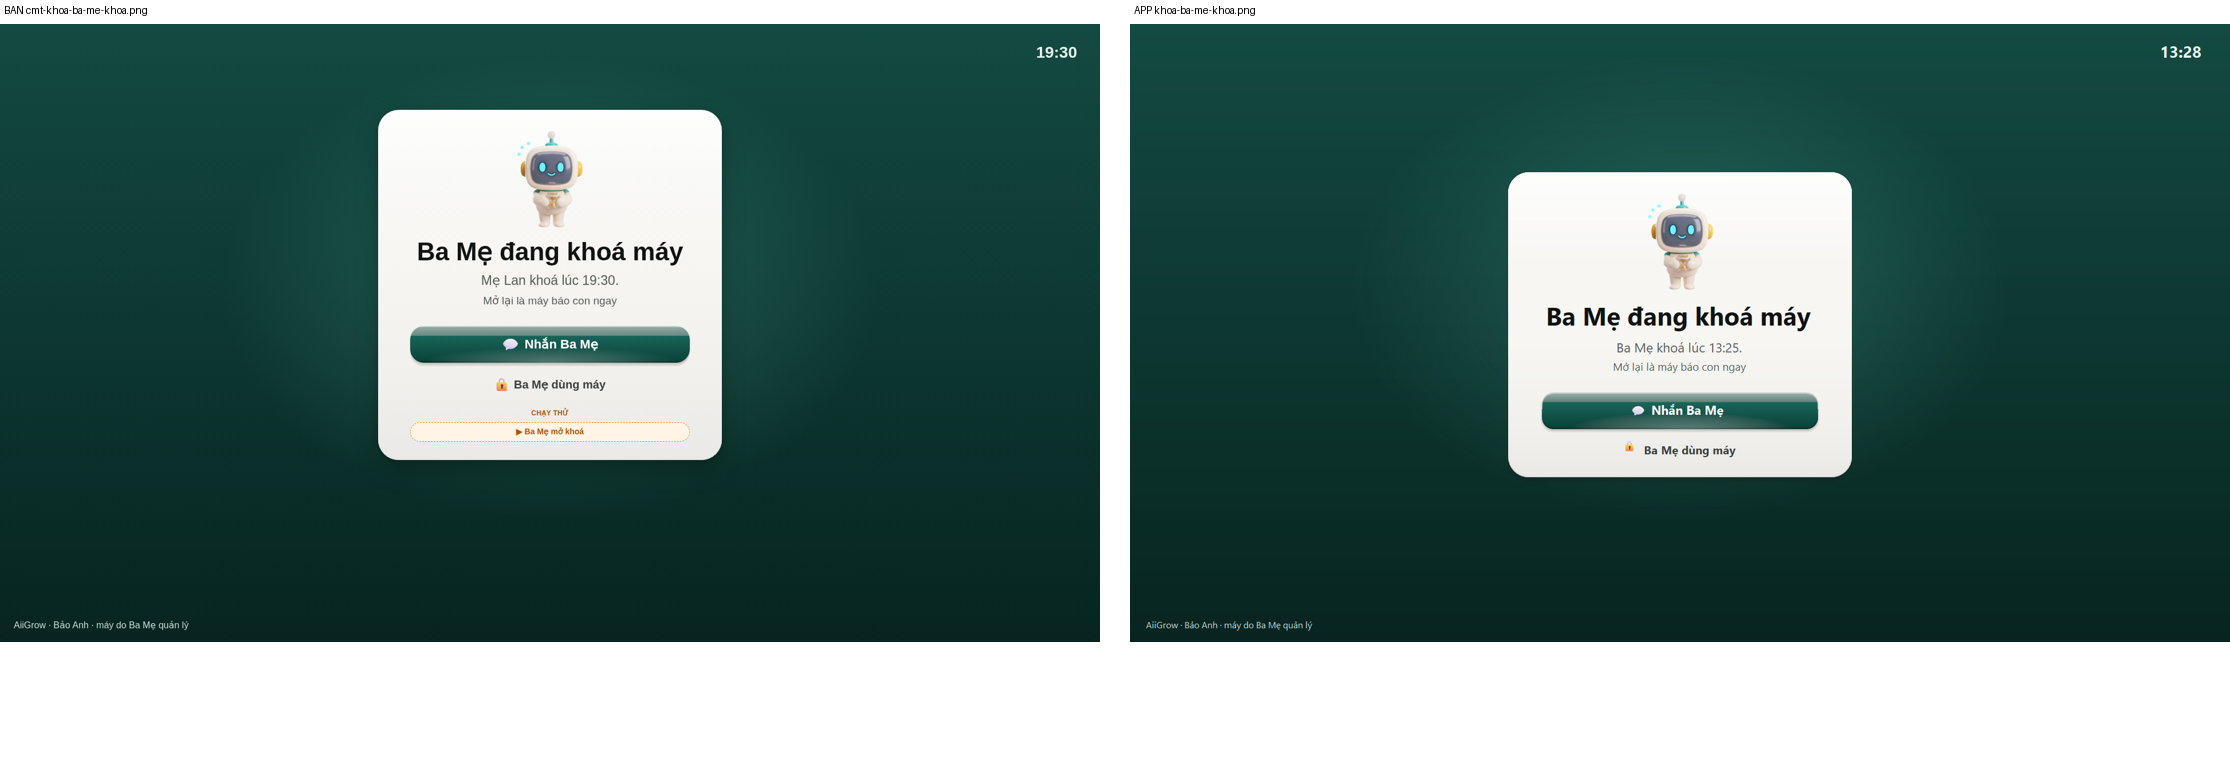 BAN cmt-khoa-ba-me-khoa.png
19:30
Ba Mẹ đang khoá máy
Mẹ Lan khoá lúc 19:30.
Mở lại là máy báo con ngay
Nhắn Ba Mẹ
Ba Mẹ dùng máy
CHẠY THỬ
▶ Ba Mẹ mở khoá
AiiGrow · Bảo Anh · máy do Ba Mẹ quản lý
APP khoa-ba-me-khoa.png
13:28
Ba Mẹ đang khoá máy
Ba Mẹ khoá lúc 13:25.
Mở lại là máy báo con ngay
Nhắn Ba Mẹ
Ba Mẹ dùng máy
AiiGrow · Bảo Anh · máy do Ba Mẹ quản lý